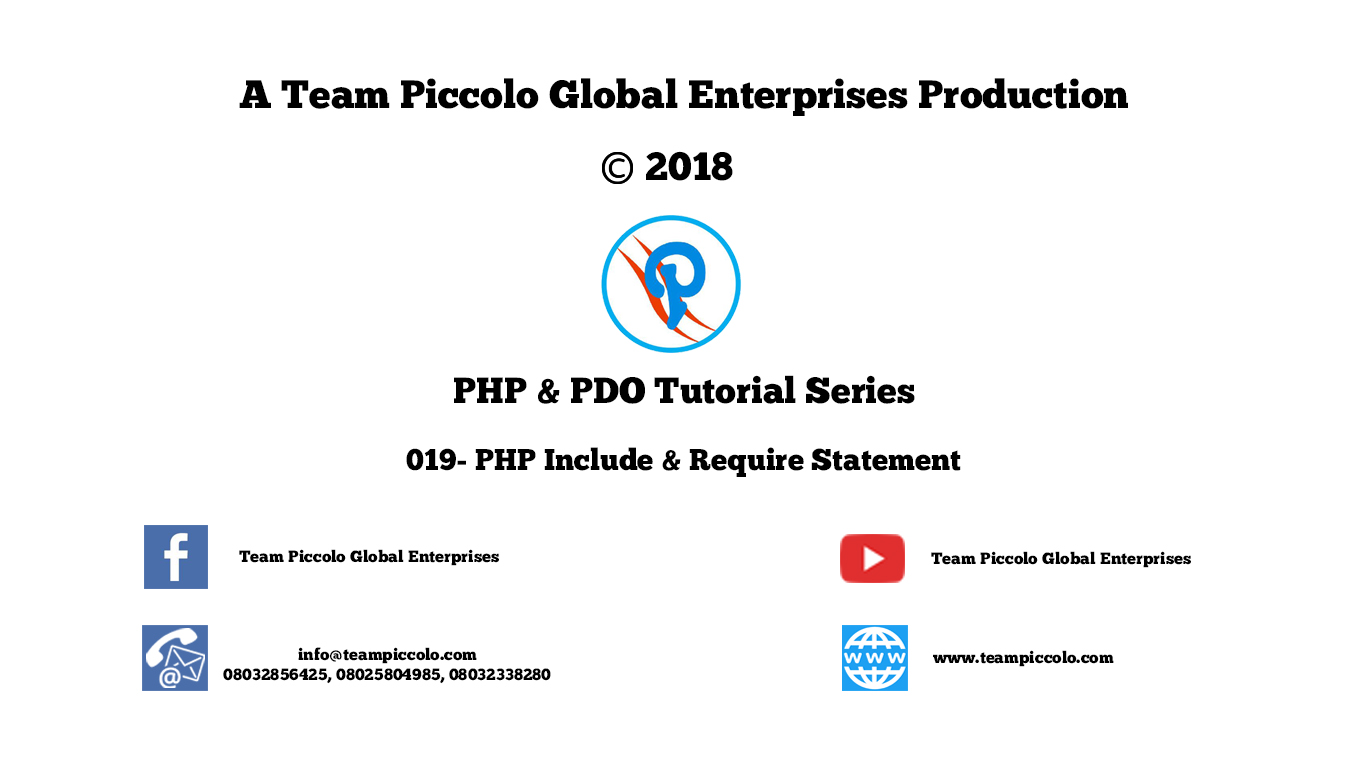 A Team Piccolo Global Enterprises Production
© 2018
P
PHP & PDO Tutorial Series
019- PHP Include & Require Statement
f
Team Piccolo Global Enterprises
Team Piccolo Global Enterprises
@
info@teampiccolo.com
08032856425, 08025804985, 08032338280
WWW
www.teampiccolo.com